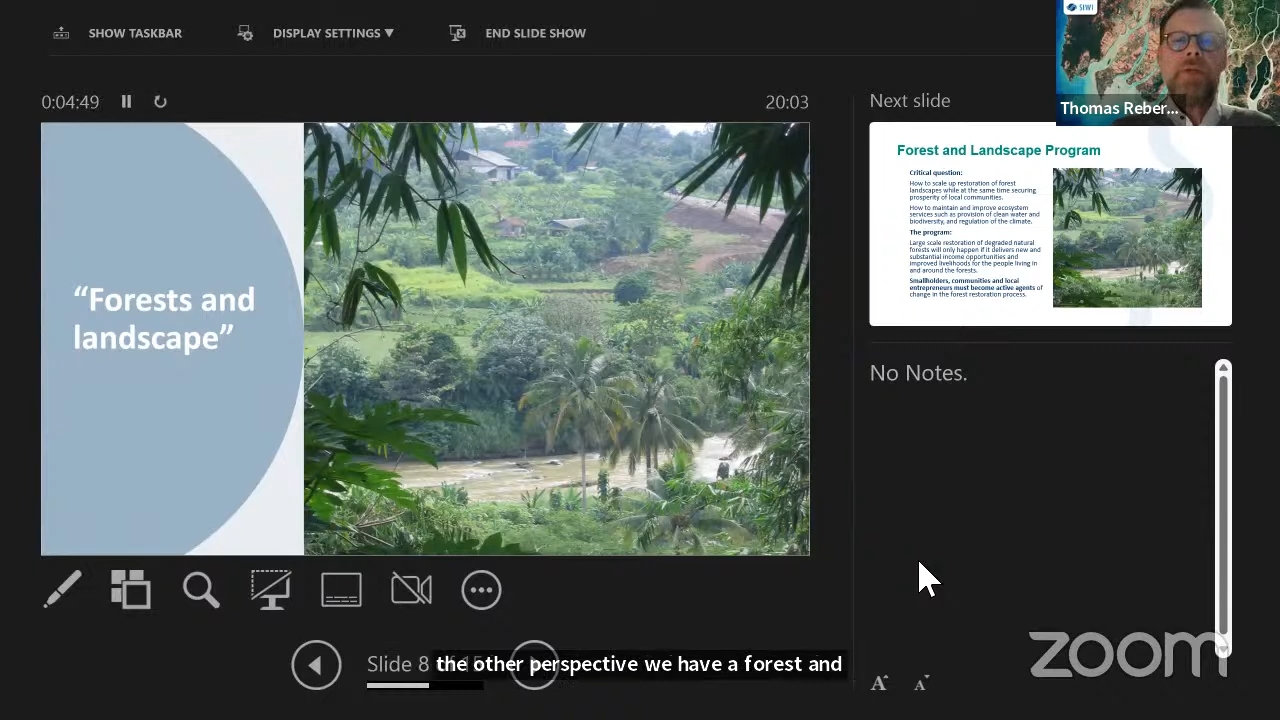 SHOW TASKBAR
DISPLAY SETTINGS ▼
END SLIDE SHOW
SIWI
Thomas Reber...
0:04:49
20:03
Next slide
“Forests and
landscape”
Forest and Landscape Program
Critical question:
How to scale up restoration of forest
landscapes while at the same time securing
prosperity of local communities.
How to maintain and improve ecosystem
services such as provision of clean water and
biodiversity, and regulation of the climate.
The program:
Large scale restoration of degraded natural
forests will only happen if it delivers new and
substantial income opportunities and
improved livelihoods for the people living in
and around the forests.
Smallholders, communities and local
entrepreneurs must become active agents of
change in the forest restoration process.
No Notes.
Slide 8
the other perspective we have a forest and
A A
zoom